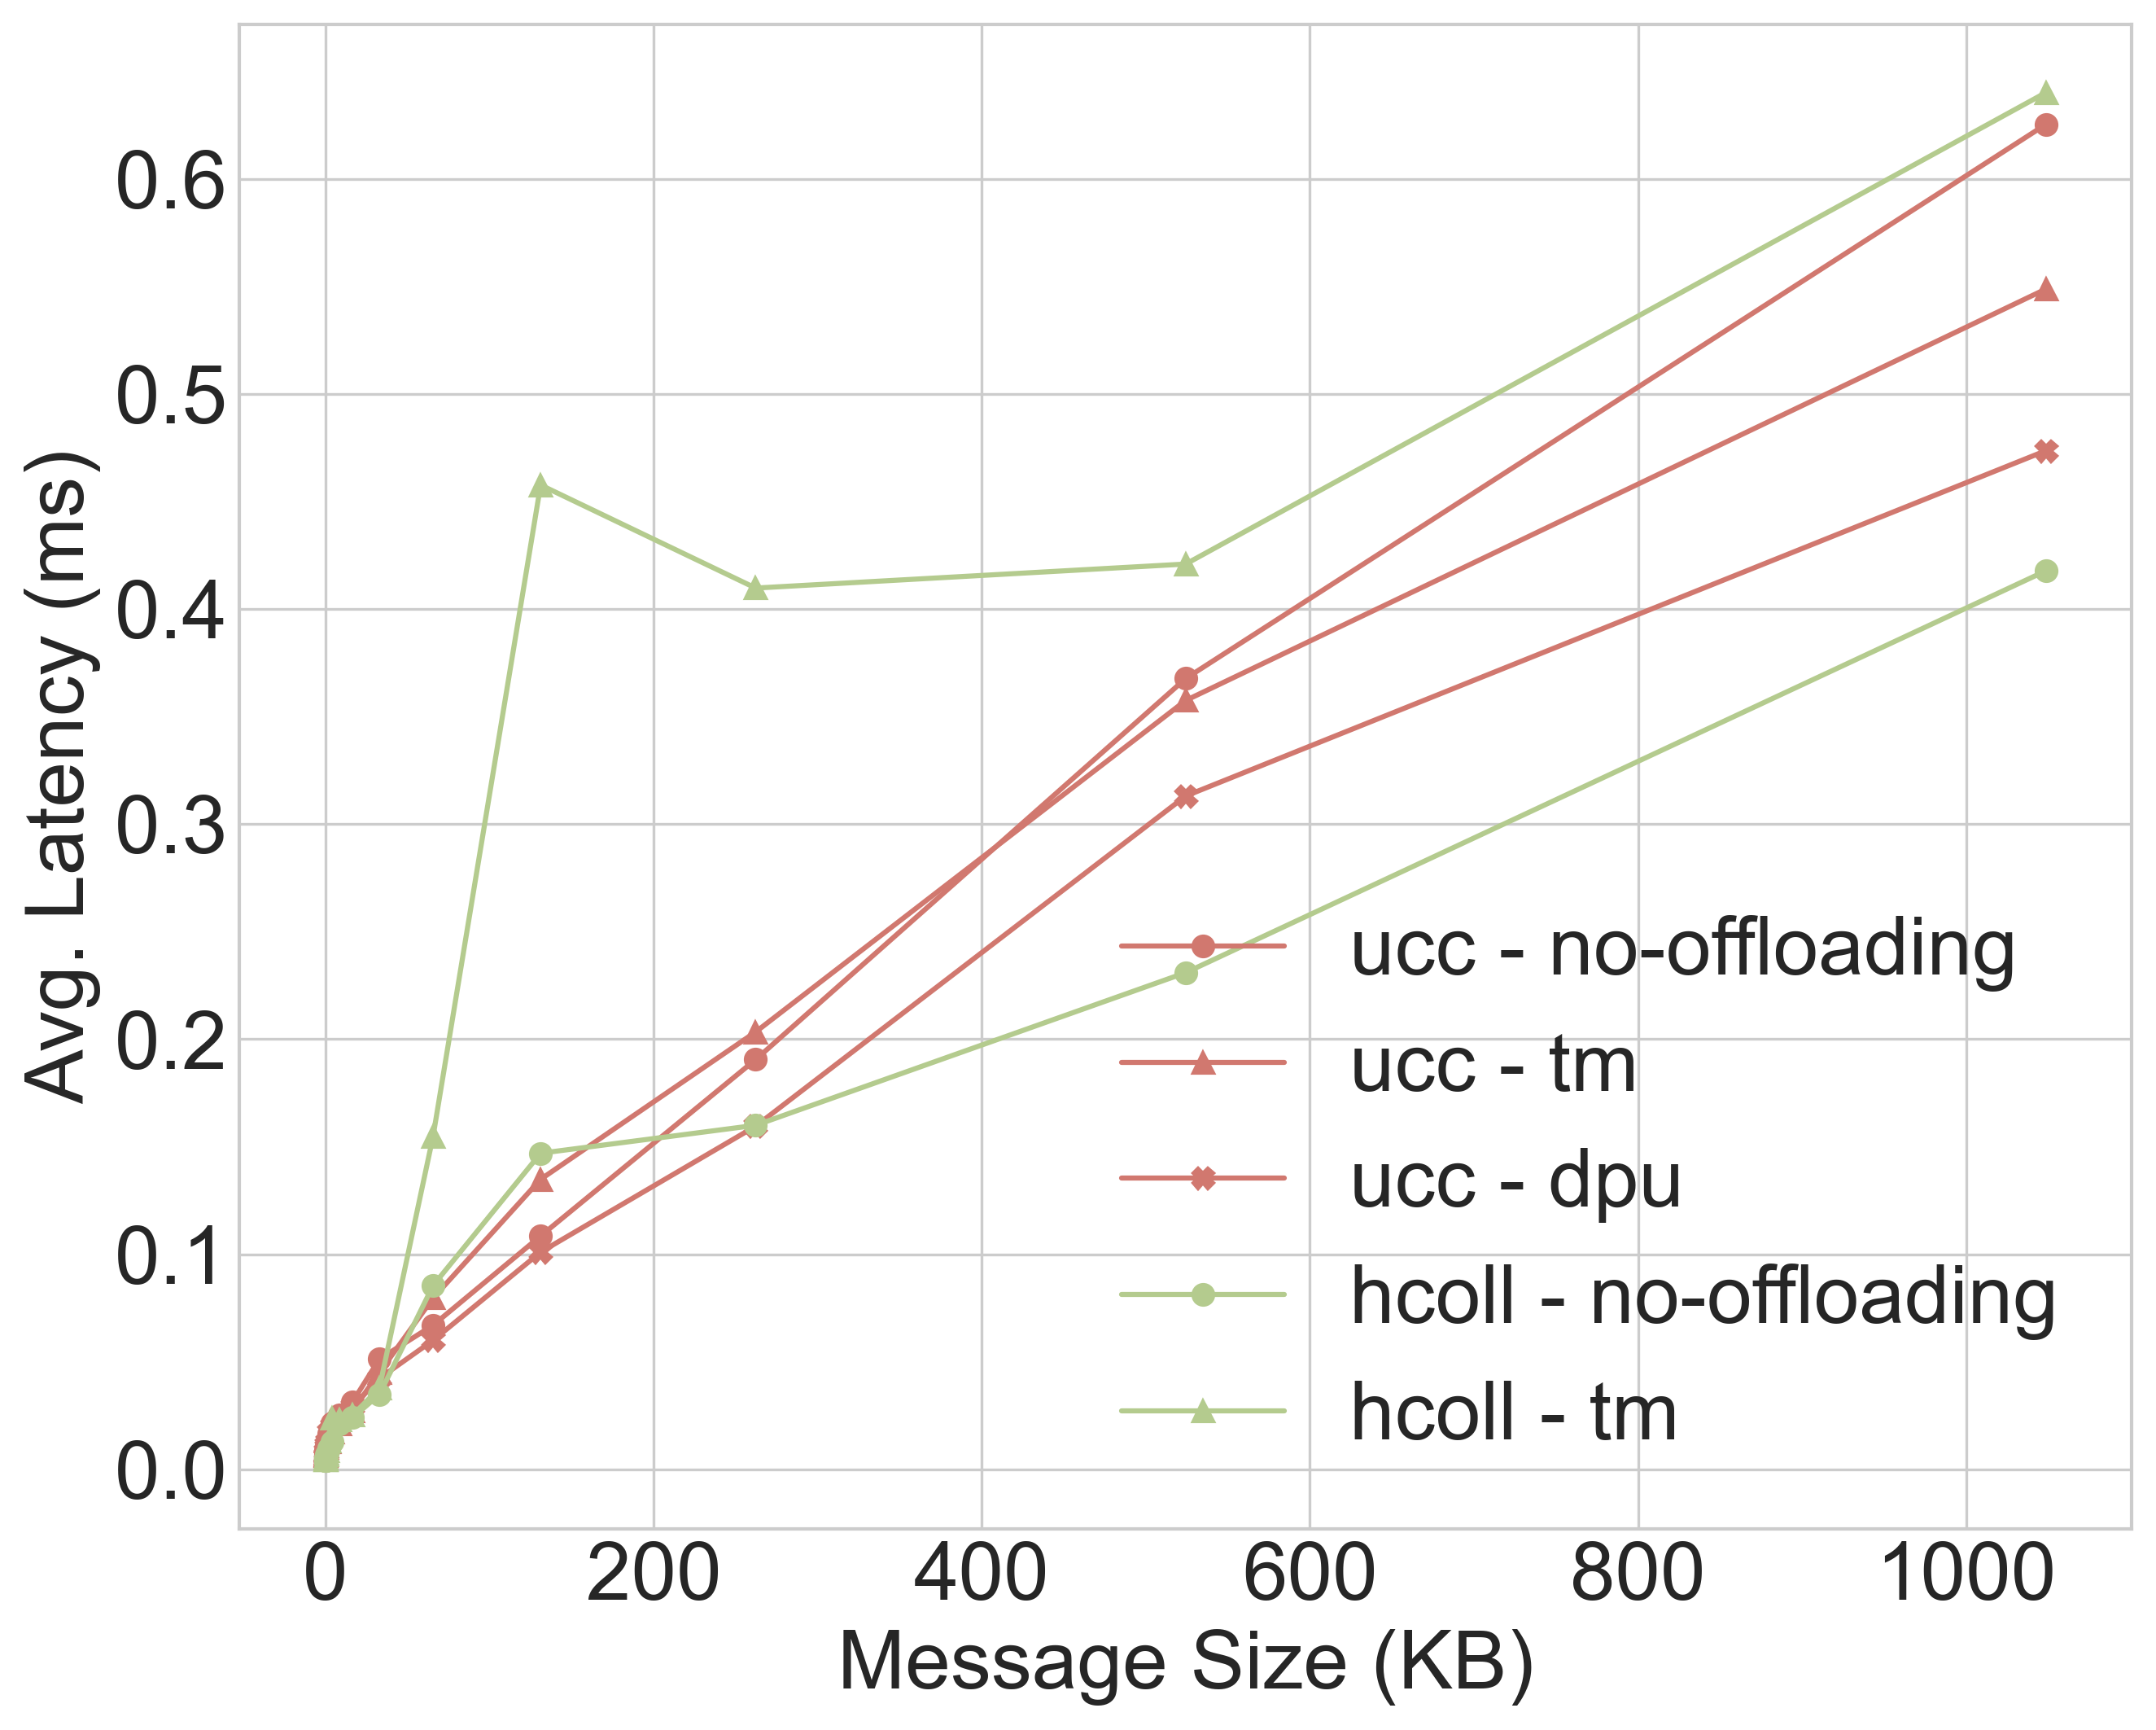 0.6
0.5
0.4
0.3
0.2
0.1
0.0
Avg. Latency (ms)
ucc - no-offloading
ucc - tm
ucc - dpu
hcoll - no-offloading
hcoll - tm
0 200 400 600 800 1000
Message Size (KB)